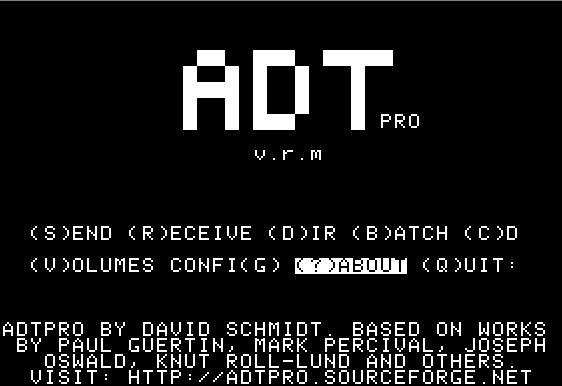 ADT PRO
v.r.m
(S)END (R)ECEIVE (D)IR (B)ATCH (C)D
(V)OLUMES CONFI(G) (?)ABOUT (Q)UIT:
ADTPRO BY DAVID SCHMIDT. BASED ON WORKS
BY PAUL GUERTIN, MARK PERCIVAL, JOSEPH
OSWALD, KNUT ROLL-LUND AND OTHERS.
VISIT: HTTP://ADTPRO.SOURCEFORGE.NET